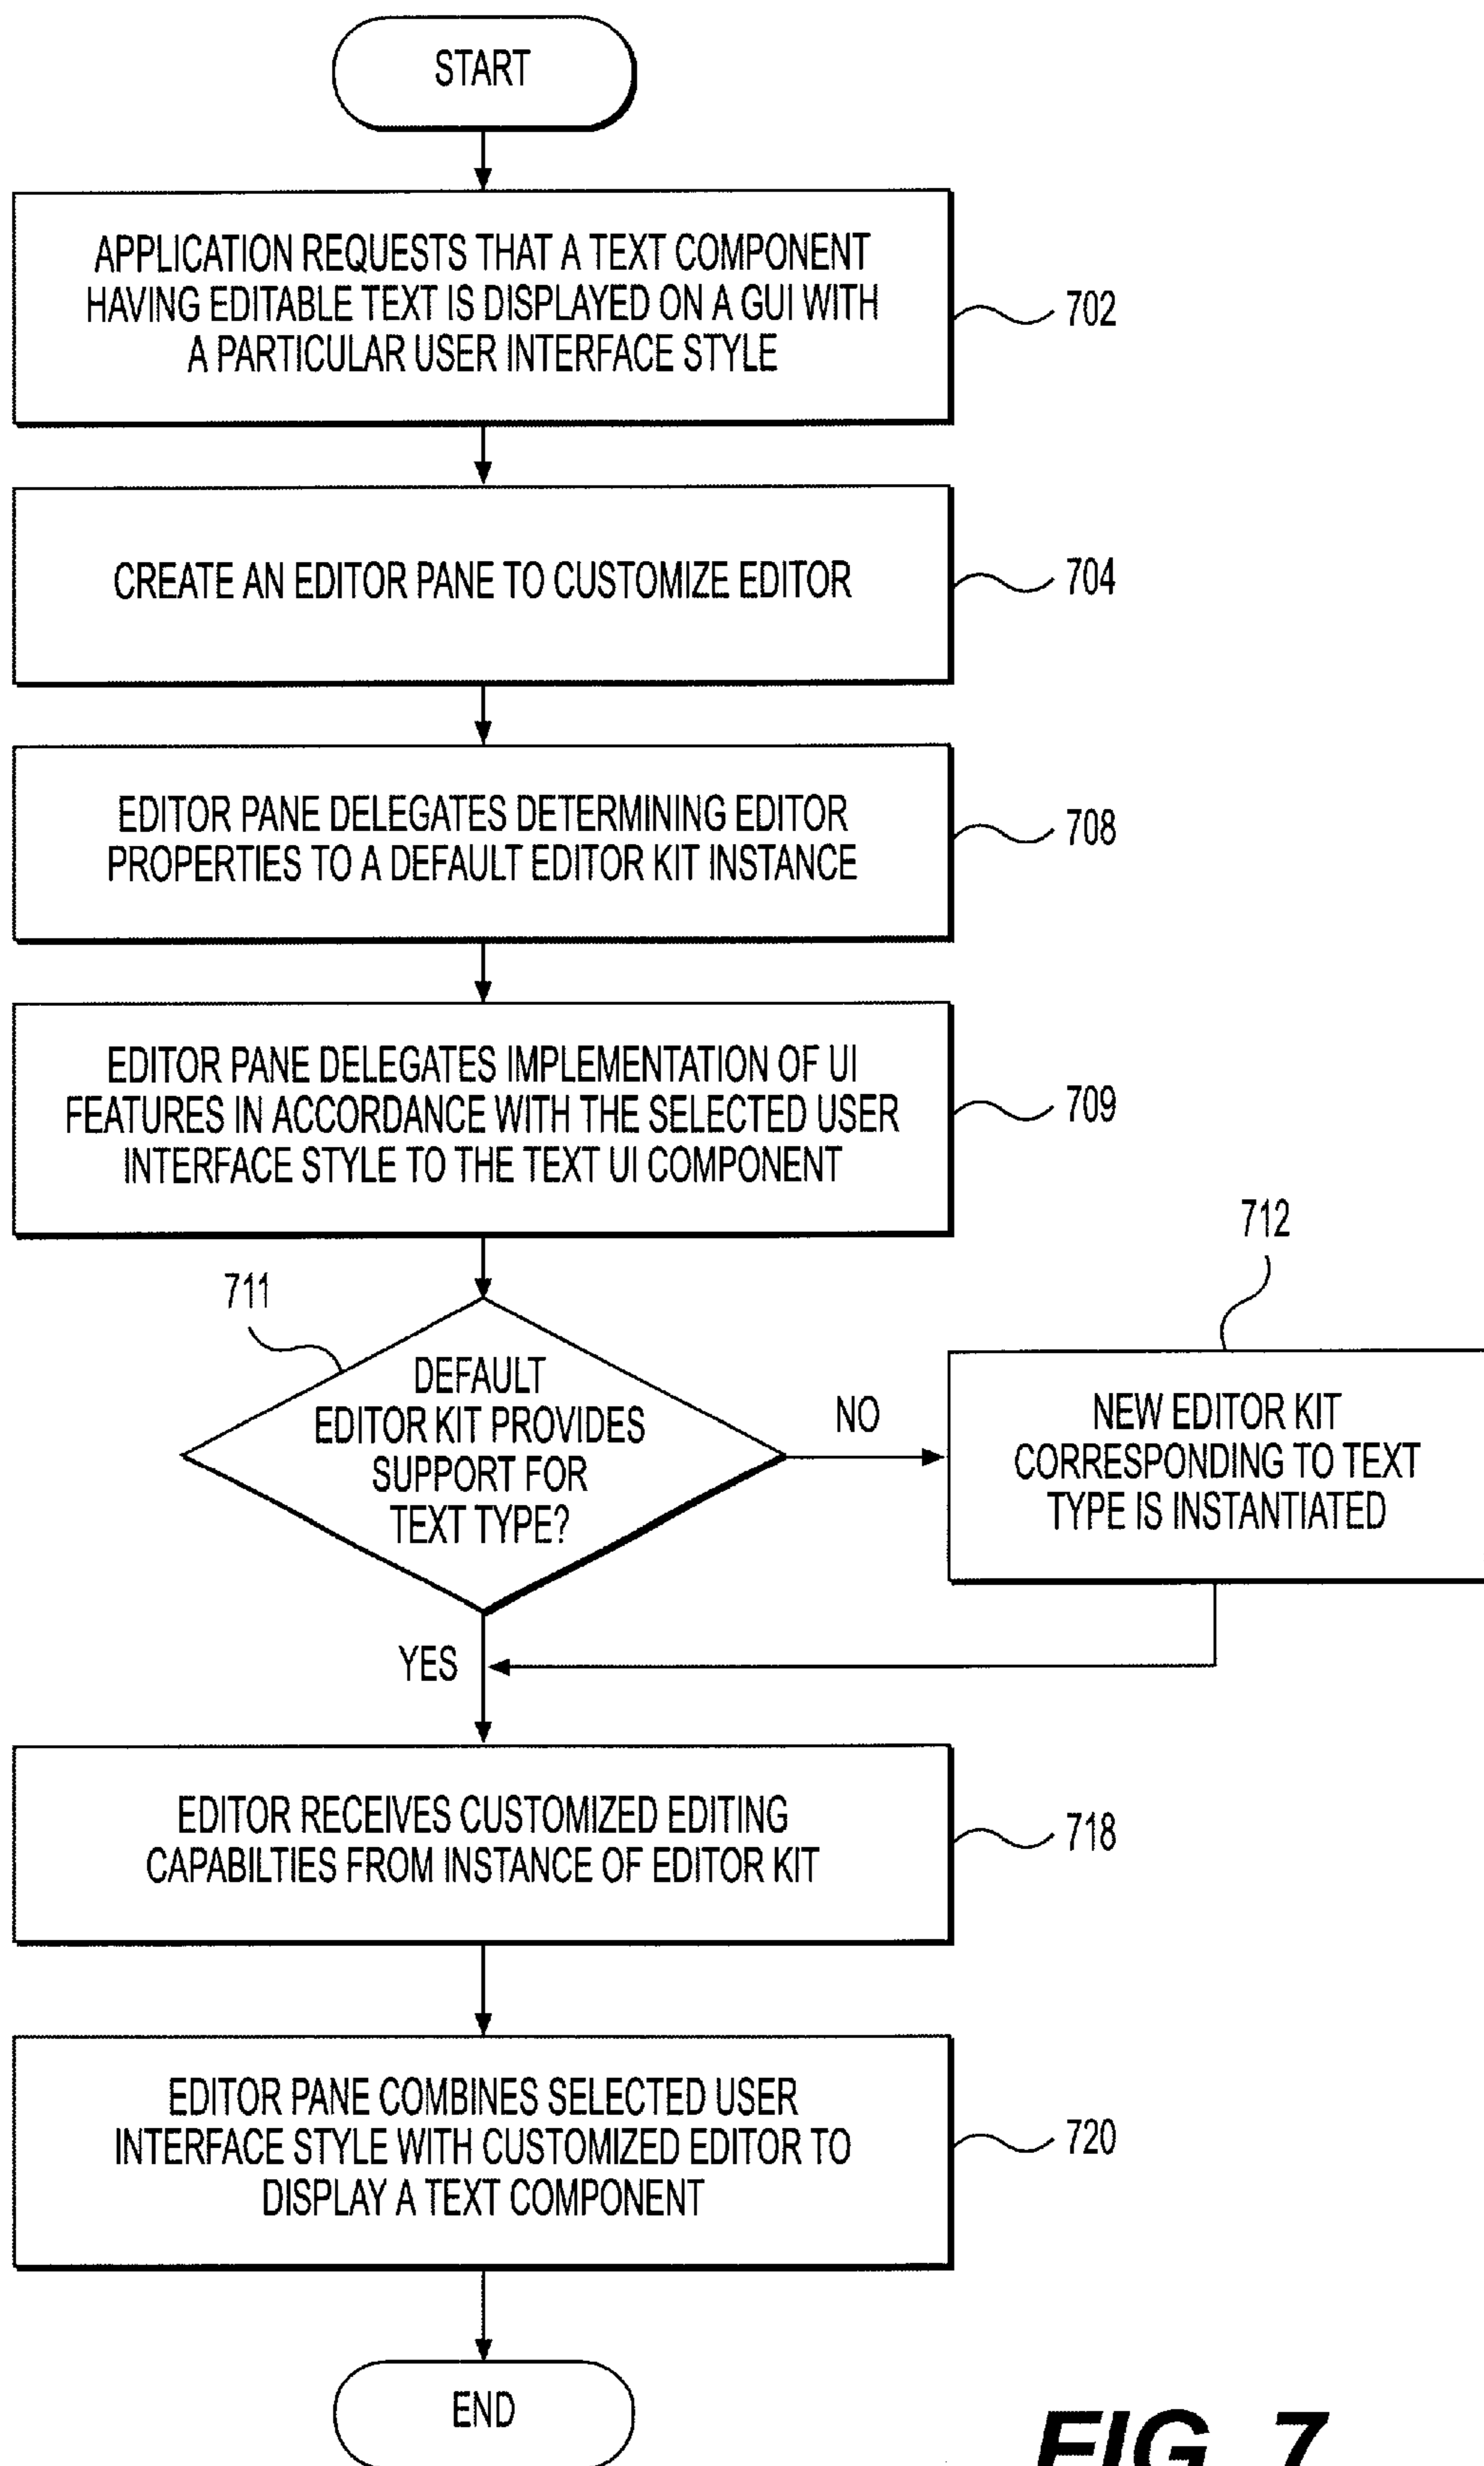 START
APPLICATION REQUESTS THAT A TEXT COMPONENT
HAVING EDITABLE TEXT IS DISPLAYED ON A GUI WITH
A PARTICULAR USER INTERFACE STYLE
702
CREATE AN EDITOR PANE TO CUSTOMIZE EDITOR
704
EDITOR PANE DELEGATES DETERMINING EDITOR
PROPERTIES TO A DEFAULT EDITOR KIT INSTANCE
708
EDITOR PANE DELEGATES IMPLEMENTATION OF UI
FEATURES IN ACCORDANCE WITH THE SELECTED USER
INTERFACE STYLE TO THE TEXT UI COMPONENT
709
711
DEFAULT
EDITOR KIT PROVIDES
SUPPORT FOR
TEXT TYPE?
NO
712
NEW EDITOR KIT
CORRESPONDING TO TEXT
TYPE IS INSTANTIATED
YES
EDITOR RECEIVES CUSTOMIZED EDITING
CAPABILTIES FROM INSTANCE OF EDITOR KIT
718
EDITOR PANE COMBINES SELECTED USER
INTERFACE STYLE WITH CUSTOMIZED EDITOR TO
DISPLAY A TEXT COMPONENT
720
END
FIG. 7